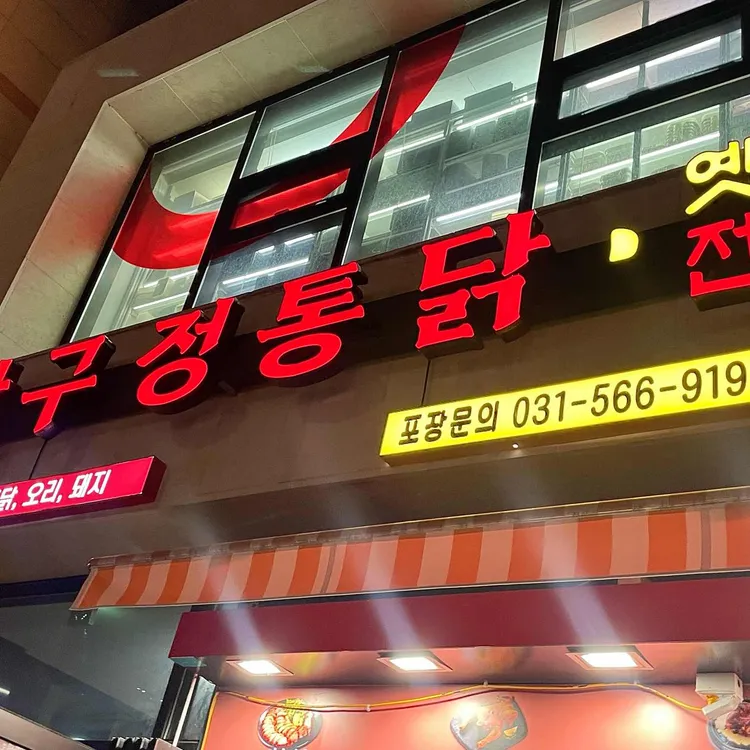 옛
구정통닭 · 전
포장문의 031-566-919
닭, 오리, 돼지